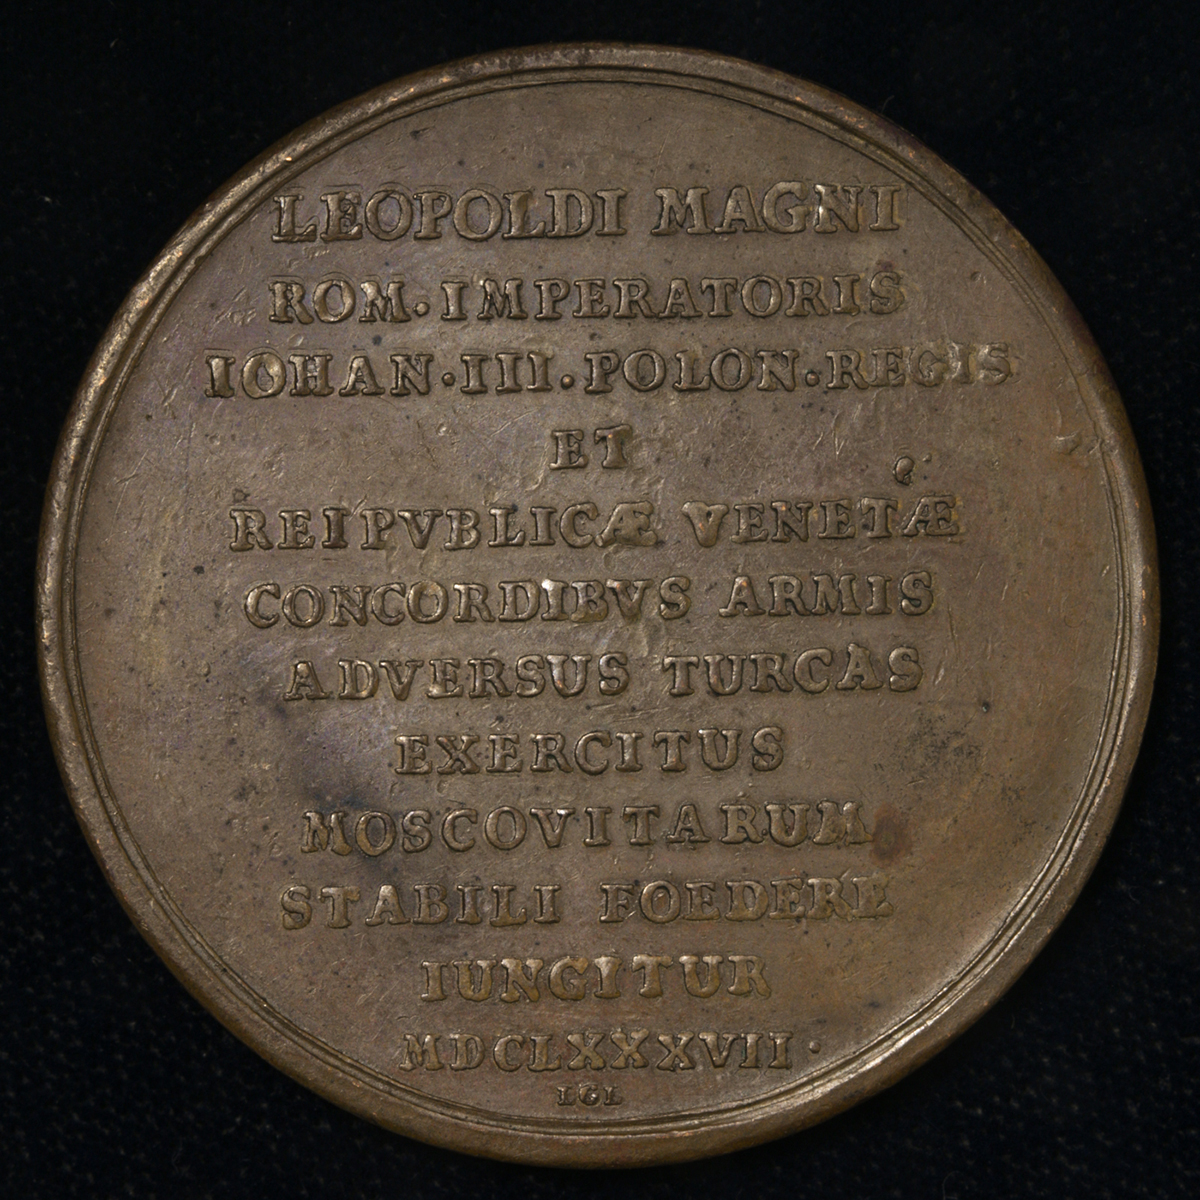 LEOPOLDI MAGNI
ROM·IMPERATORIS
IOHAN·III·POLON·REGIS
ET
REIPVBLICÆ VENETÆ
CONCORDIBVS ARMIS
ADVERSUS TURCAS
EXERCITUS
MOSCOVITARUM
STABILI FOEDERE
IUNGITUR
MDCLXXXVII·
LGL